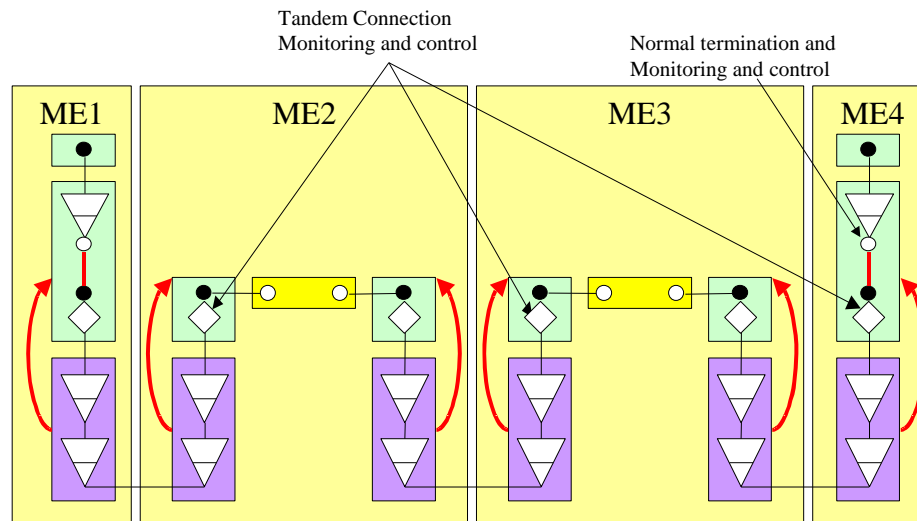 Tandem Connection
Monitoring and control
Normal termination and
Monitoring and control
ME1
ME2
ME3
ME4